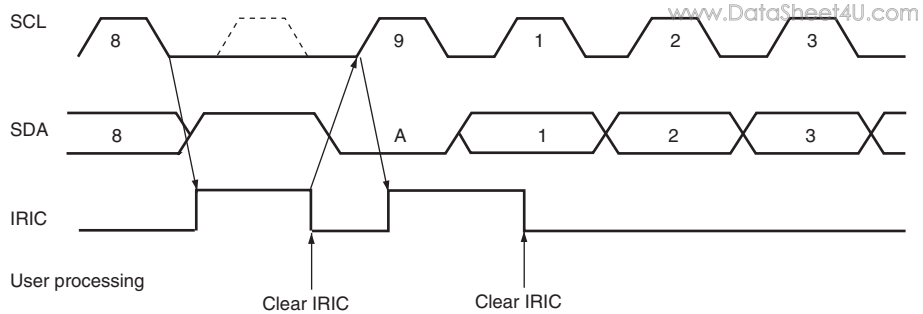 www.DataSheet4U.com
SCL 8 9 1 2 3
SDA 8 A 1 2 3
IRIC
User processing
Clear IRIC Clear IRIC